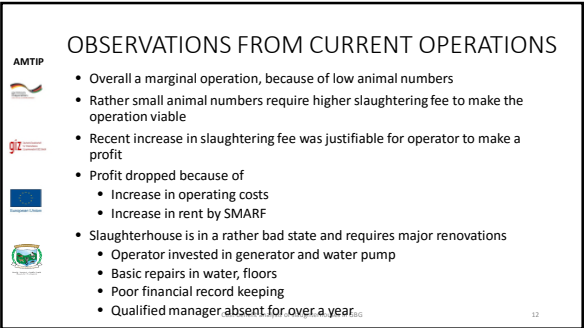 OBSERVATIONS FROM CURRENT OPERATIONS
AMTIP
• Overall a marginal operation, because of low animal numbers
• Rather small animal numbers require higher slaughtering fee to make the
operation viable
• Recent increase in slaughtering fee was justifiable for operator to make a
profit
• Profit dropped because of
• Increase in operating costs
• Increase in rent by SMARF
• Slaughterhouse is in a rather bad state and requires major renovations
• Operator invested in generator and water pump
• Basic repairs in water, floors
• Poor financial record keeping
• Qualified manager absent for over a year
giz
European Union
12